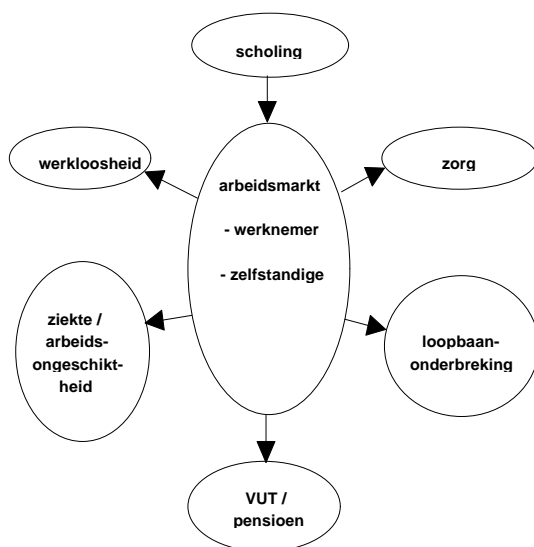 scholing
werkloosheid
zorg
arbeidsmarkt
- werknemer
- zelfstandige
ziekte /
arbeids-
ongeschikt-
heid
loopbaan-
onderbreking
VUT /
pensioen